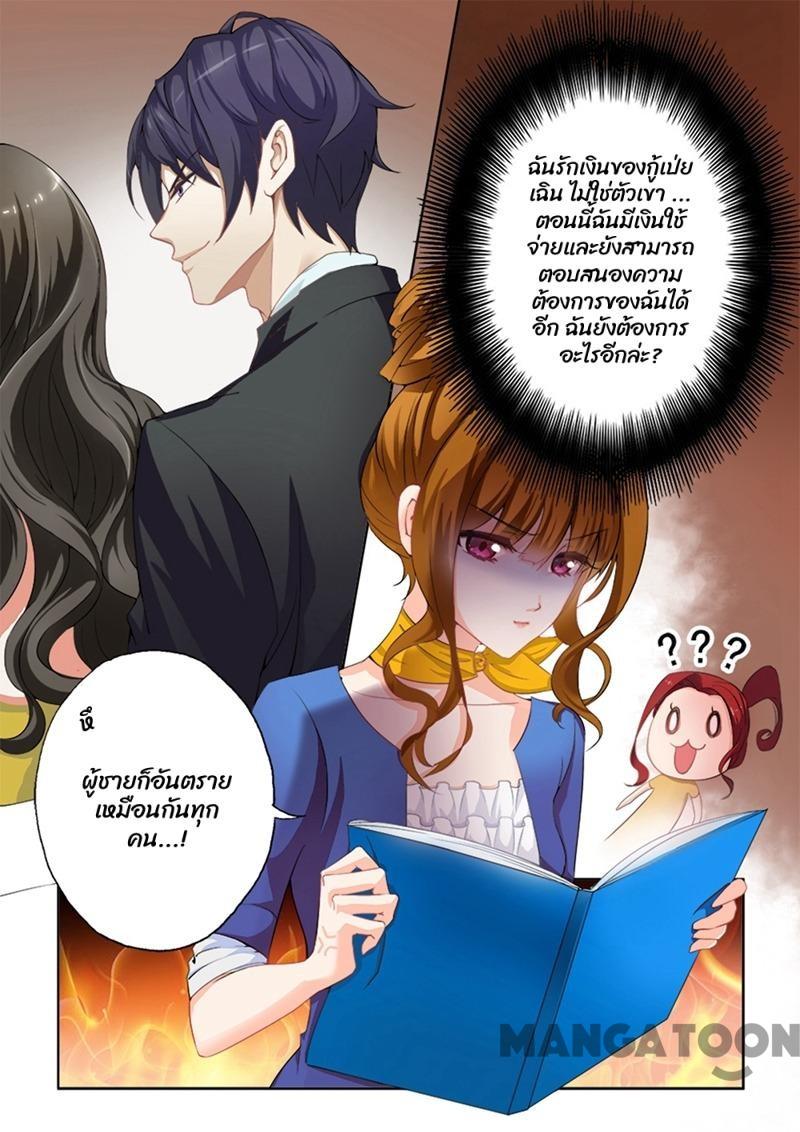 ฉันรักเงินของกู้เป่ย
เฉิน ไม่ใช่ตัวเขา ...
ตอนนี้ฉันมีเงินใช้
จ่ายและยังสามารถ
ตอบสนองความ
ต้องการของฉันได้
อีก ฉันยังต้องการ
อะไรอีกล่ะ?
???
หึ
ผู้ชายก็อันตราย
เหมือนกันทุก
คน...!
MANGATOON